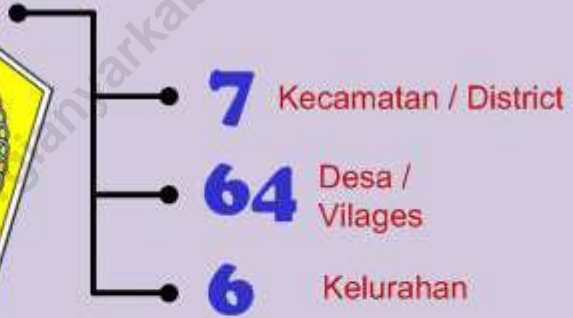 7 Kecamatan / District
64 Desa /
Vilages
6 Kelurahan